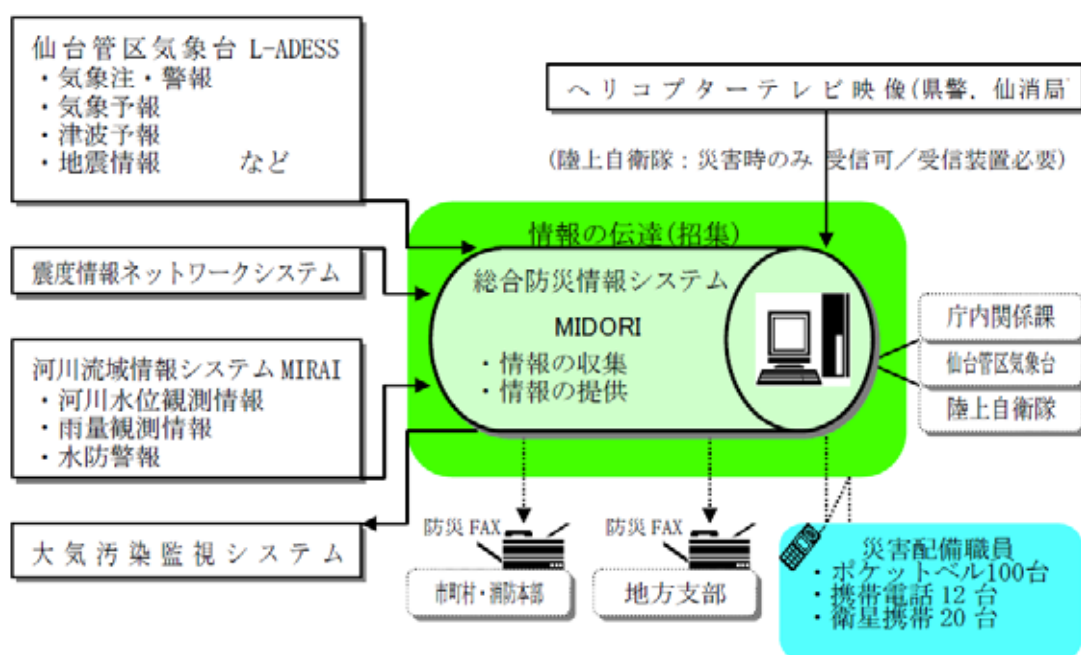 仙台管区気象台 L-ADESS
・気象注・警報
・気象予報
・津波予報
・地震情報　　　など
震度情報ネットワークシステム
河川流域情報システム MIRAI
・河川水位観測情報
・雨量観測情報
・水防警報
大気汚染監視システム
ヘリコプターテレビ映像(県警．仙消局
(陸上自衛隊：災害時のみ 受信可／受信装置必要)
情報の伝達(招集)
総合防災情報システム
MIDORI
・情報の収集
・情報の提供
庁内関係課
仙台管区気象台
陸上自衛隊
防災 FAX
市町村・消防本部
防災 FAX
地方支部
災害配備職員
・ポケットベル100台
・携帯電話 12 台
・衛星携帯 20 台